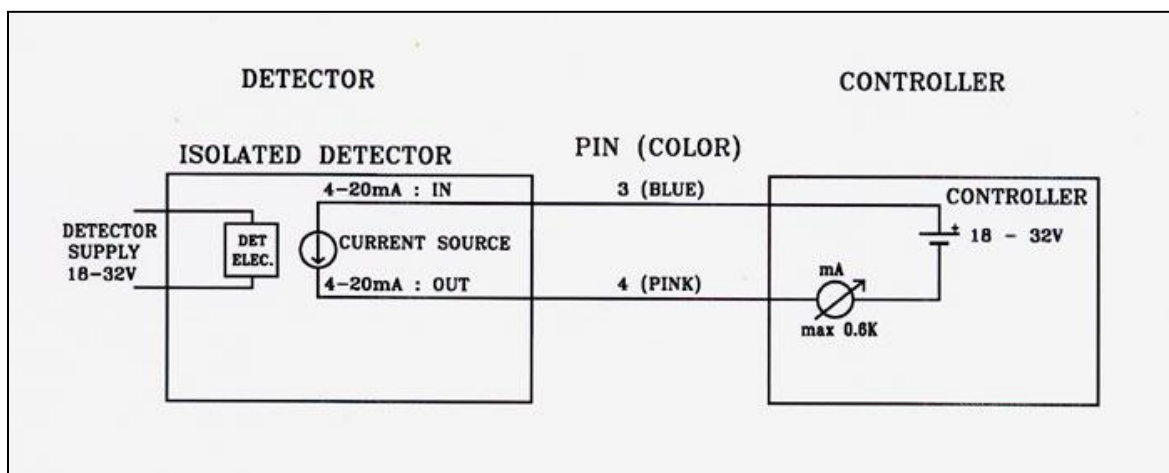 DETECTOR
CONTROLLER
PIN (COLOR)
ISOLATED DETECTOR
4-20mA : IN
3 (BLUE)
CONTROLLER
DETECTOR
SUPPLY
18-32V
DET
ELEC.
CURRENT SOURCE
+ 18 - 32V
4-20mA : OUT
4 (PINK)
mA
max 0.6K